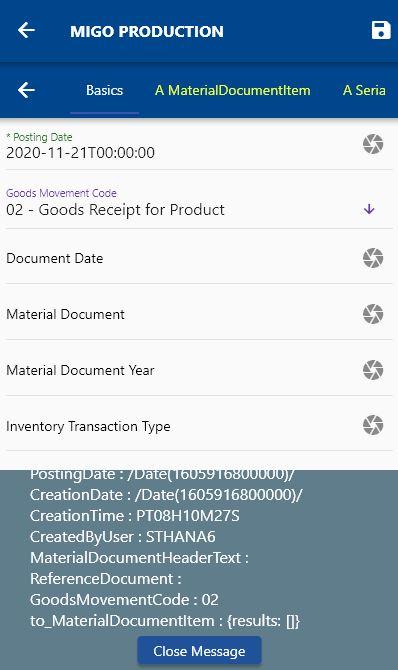 MIGO PRODUCTION
Basics A MaterialDocumentItem A Seria
* Posting Date
2020-11-21T00:00:00
Goods Movement Code
02 - Goods Receipt for Product
Document Date
Material Document
Material Document Year
Inventory Transaction Type
PostingDate : /Date(1605916800000)/
CreationDate : /Date(1605916800000)/
CreationTime : PT08H10M27S
CreatedByUser : STHANA6
MaterialDocumentHeaderText :
ReferenceDocument :
GoodsMovementCode : 02
to_MaterialDocumentItem : {results: []}
Close Message